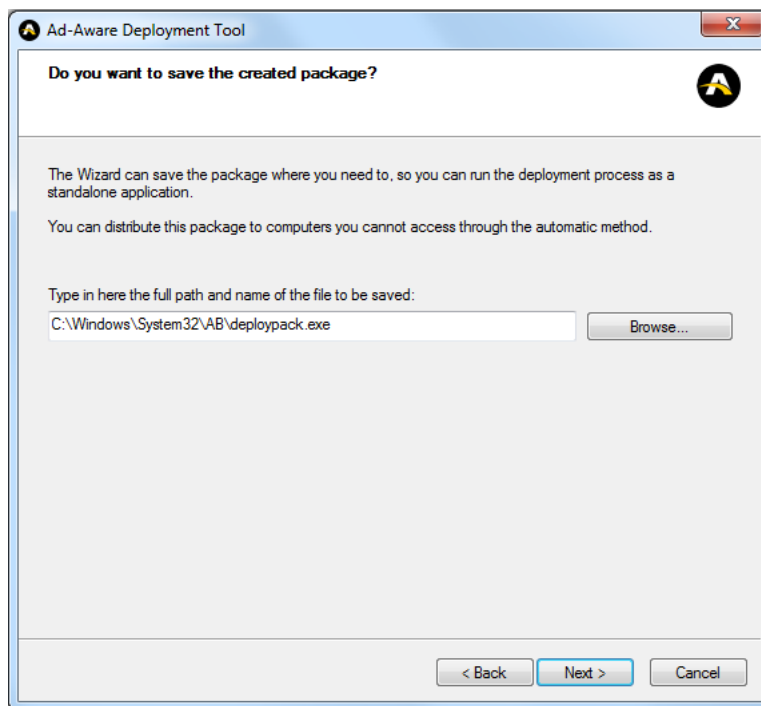 Ad-Aware Deployment Tool
Do you want to save the created package?
The Wizard can save the package where you need to, so you can run the deployment process as a
standalone application.
You can distribute this package to computers you cannot access through the automatic method.
Type in here the full path and name of the file to be saved:
C:\Windows\System32\AB\deploypack.exe
Browse...
< Back
Next >
Cancel